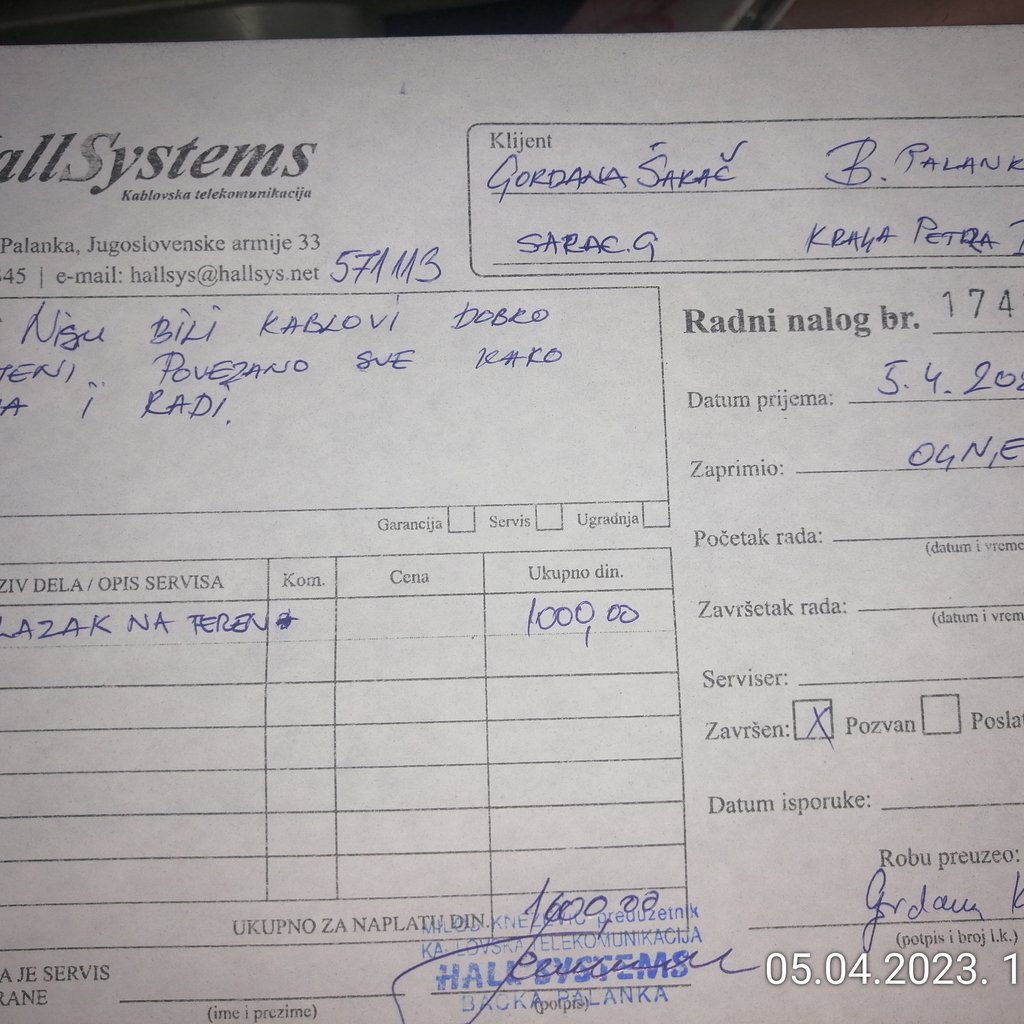 allSystems
Kablovska telekomunikacija
Palanka, Jugoslovenske armije 33
345 | e-mail: hallsys@hallsys.net 571113
Klijent
GORDANA ŠARAČ B. PALANK
SARAC.G KRALJA PETRA I
NISU BILI KABLOVI DOBRO
TENI. POVEZANO SVE KAKO
A I RADI.
Garancija Servis Ugradnja
Radni nalog br. 174
Datum prijema: 5.4.202
Zaprimio: OGNJE
Početak rada:
(datum i vreme
Završetak rada:
(datum i vrem
Serviser:
Završen: X Pozvan Poslat
Datum isporuke:
Robu preuzeo:
Gordana K
(potpis i broj l.k.)
ZIV DELA / OPIS SERVISA Kom. Cena Ukupno din.
LAZAK NA TEREN 1000,00
UKUPNO ZA NAPLATU DIN. 1000,00
MILOŠ KNEŽEVIĆ preduzetnik
KABLOVSKA TELEKOMUNIKACIJA
HALL SYSTEMS
BAČKA PALANKA
A JE SERVIS
RANE
(ime i prezime)
(potpis)
05.04.2023. 1